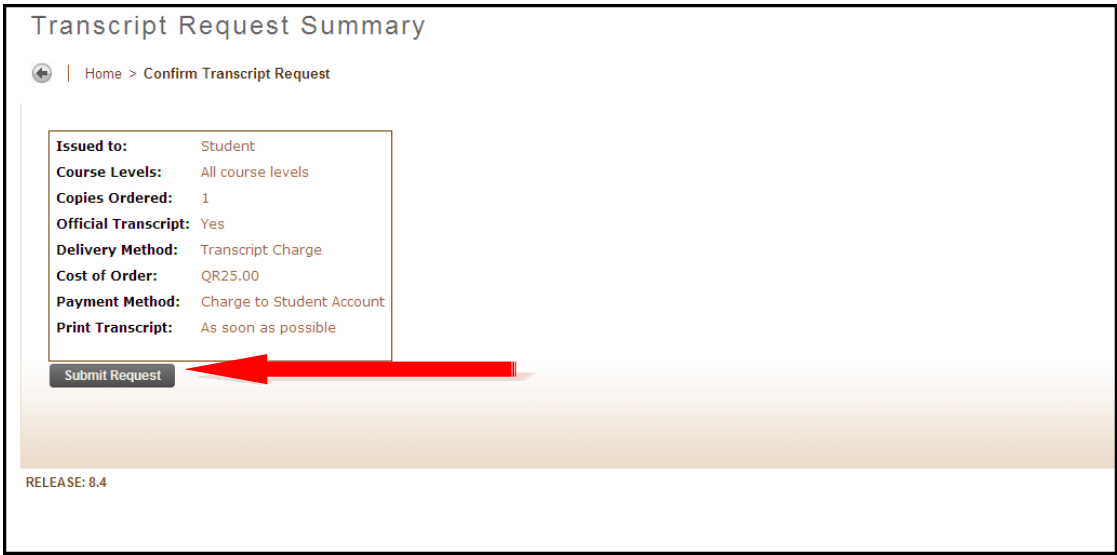 Transcript Request Summary
Home > Confirm Transcript Request
Issued to: Student
Course Levels: All course levels
Copies Ordered: 1
Official Transcript: Yes
Delivery Method: Transcript Charge
Cost of Order: QR25.00
Payment Method: Charge to Student Account
Print Transcript: As soon as possible
Submit Request
RELEASE: 8.4